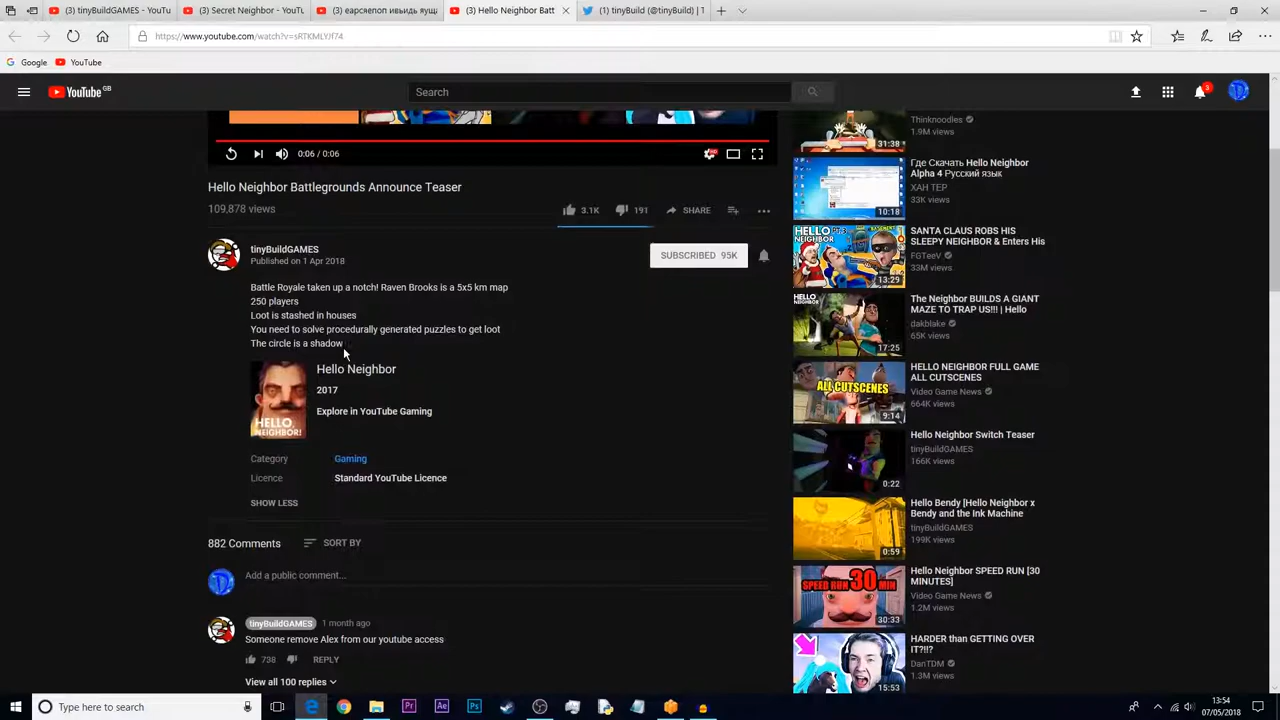 (3) tinyBuildGAMES - YouTu
(3) Secret Neighbor - YouTu
(3) Hello Neighbor Batt
(1) tinyBuild (@tinyBuild) | T
https://www.youtube.com/watch?v=sRTKMLYJf74
Google
YouTube
YouTube GB
Search
3
0:06 / 0:06
Hello Neighbor Battlegrounds Announce Teaser
109,878 views
3.1K
191
SHARE
tinyBuildGAMES
Published on 1 Apr 2018
SUBSCRIBED 95K
Battle Royale taken up a notch! Raven Brooks is a 5x5 km map
250 players
Loot is stashed in houses
You need to solve procedurally generated puzzles to get loot
The circle is a shadow
HELLO, NEIGHBOR!
Hello Neighbor
2017
Explore in YouTube Gaming
Category
Gaming
Licence
Standard YouTube Licence
SHOW LESS
882 Comments
SORT BY
Add a public comment...
tinyBuildGAMES
1 month ago
Someone remove Alex from our youtube access
738
REPLY
View all 100 replies
Thinknoodles
1.9M views
31:38
Где Скачать Hello Neighbor
Alpha 4 Русский язык
ХАН ТЕР
33K views
10:18
HELLO NEIGHBOR PT3
SANTA CLAUS ROBS HIS
SLEEPY NEIGHBOR & Enters His
FGTeeV
33M views
13:29
HELLO NEIGHBOR
The Neighbor BUILDS A GIANT
MAZE TO TRAP US!!! | Hello
dakblake
65K views
17:25
ALL CUTSCENES
HELLO NEIGHBOR FULL GAME
ALL CUTSCENES
Video Game News
664K views
9:14
Hello Neighbor Switch Teaser
tinyBuildGAMES
166K views
0:22
Hello Bendy [Hello Neighbor x
Bendy and the Ink Machine
tinyBuildGAMES
199K views
0:59
SPEED RUN 30 MIN
Hello Neighbor SPEED RUN [30
MINUTES]
Video Game News
1.2M views
30:33
HARDER than GETTING OVER
IT?!!?
DanTDM
1.3M views
15:53
Type here to search
Pr
Ae
Ps
13:54
07/05/2018